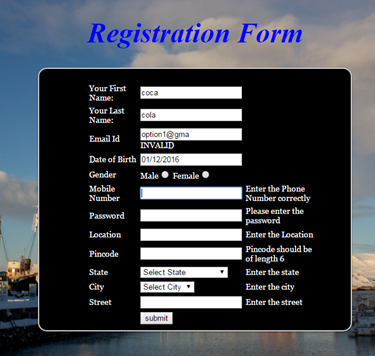 Registration Form
Your First
Name:
coca
Your Last
Name:
cola
Email Id
option1@gma
INVALID
Date of Birth 01/12/2016
Gender Male Female
Mobile
Number
Enter the Phone
Number correctly
Password
Please enter the
password
Location Enter the Location
Pincode
Pincode should be
of length 6
State Select State Enter the state
City Select City Enter the city
Street Enter the street
submit